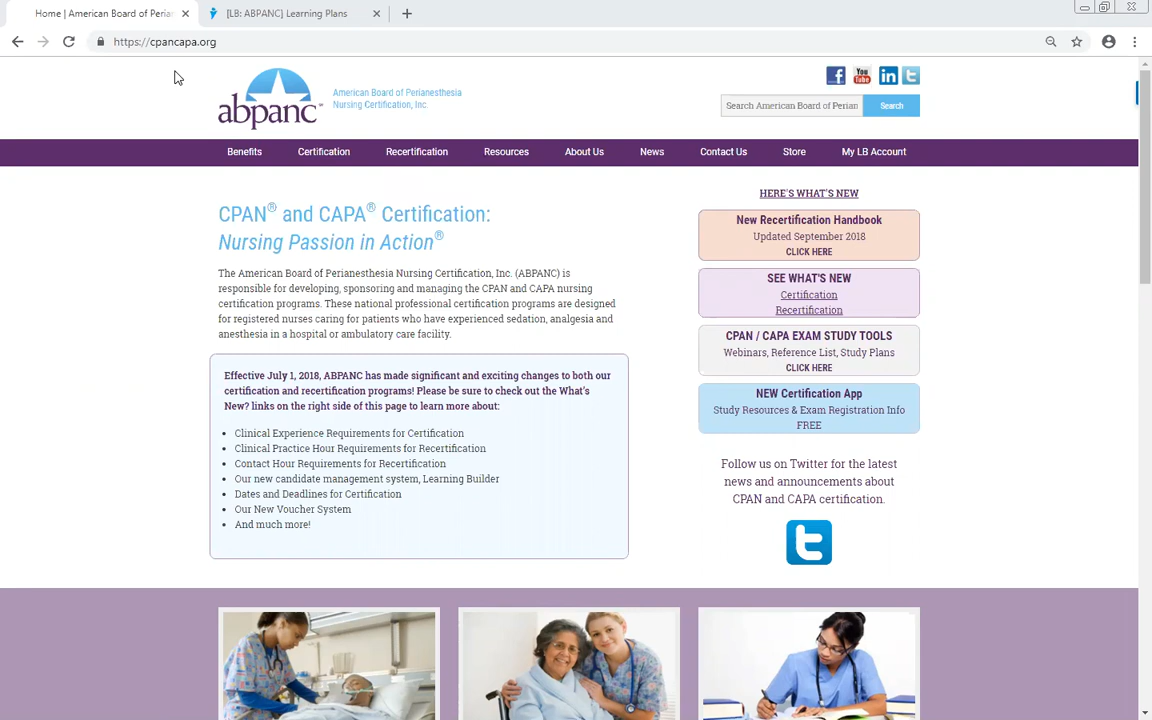 Home | American Board of Perian
[LB: ABPANC] Learning Plans
https://cpancapa.org
abpanc
American Board of Perianesthesia
Nursing Certification, Inc.
You
Tube
Search American Board of Perian
Search
Benefits
Certification
Recertification
Resources
About Us
News
Contact Us
Store
My LB Account
CPAN® and CAPA® Certification:
Nursing Passion in Action®
The American Board of Perianesthesia Nursing Certification, Inc. (ABPANC) is
responsible for developing, sponsoring and managing the CPAN and CAPA nursing
certification programs. These national professional certification programs are designed
for registered nurses caring for patients who have experienced sedation, analgesia and
anesthesia in a hospital or ambulatory care facility.
Effective July 1, 2018, ABPANC has made significant and exciting changes to both our
certification and recertification programs! Please be sure to check out the What's
New? links on the right side of this page to learn more about:
• Clinical Experience Requirements for Certification
• Clinical Practice Hour Requirements for Recertification
• Contact Hour Requirements for Recertification
• Our new candidate management system, Learning Builder
• Dates and Deadlines for Certification
• Our New Voucher System
• And much more!
HERE'S WHAT'S NEW
New Recertification Handbook
Updated September 2018
CLICK HERE
SEE WHAT'S NEW
Certification
Recertification
CPAN / CAPA EXAM STUDY TOOLS
Webinars, Reference List, Study Plans
CLICK HERE
NEW Certification App
Study Resources & Exam Registration Info
FREE
Follow us on Twitter for the latest
news and announcements about
CPAN and CAPA certification.